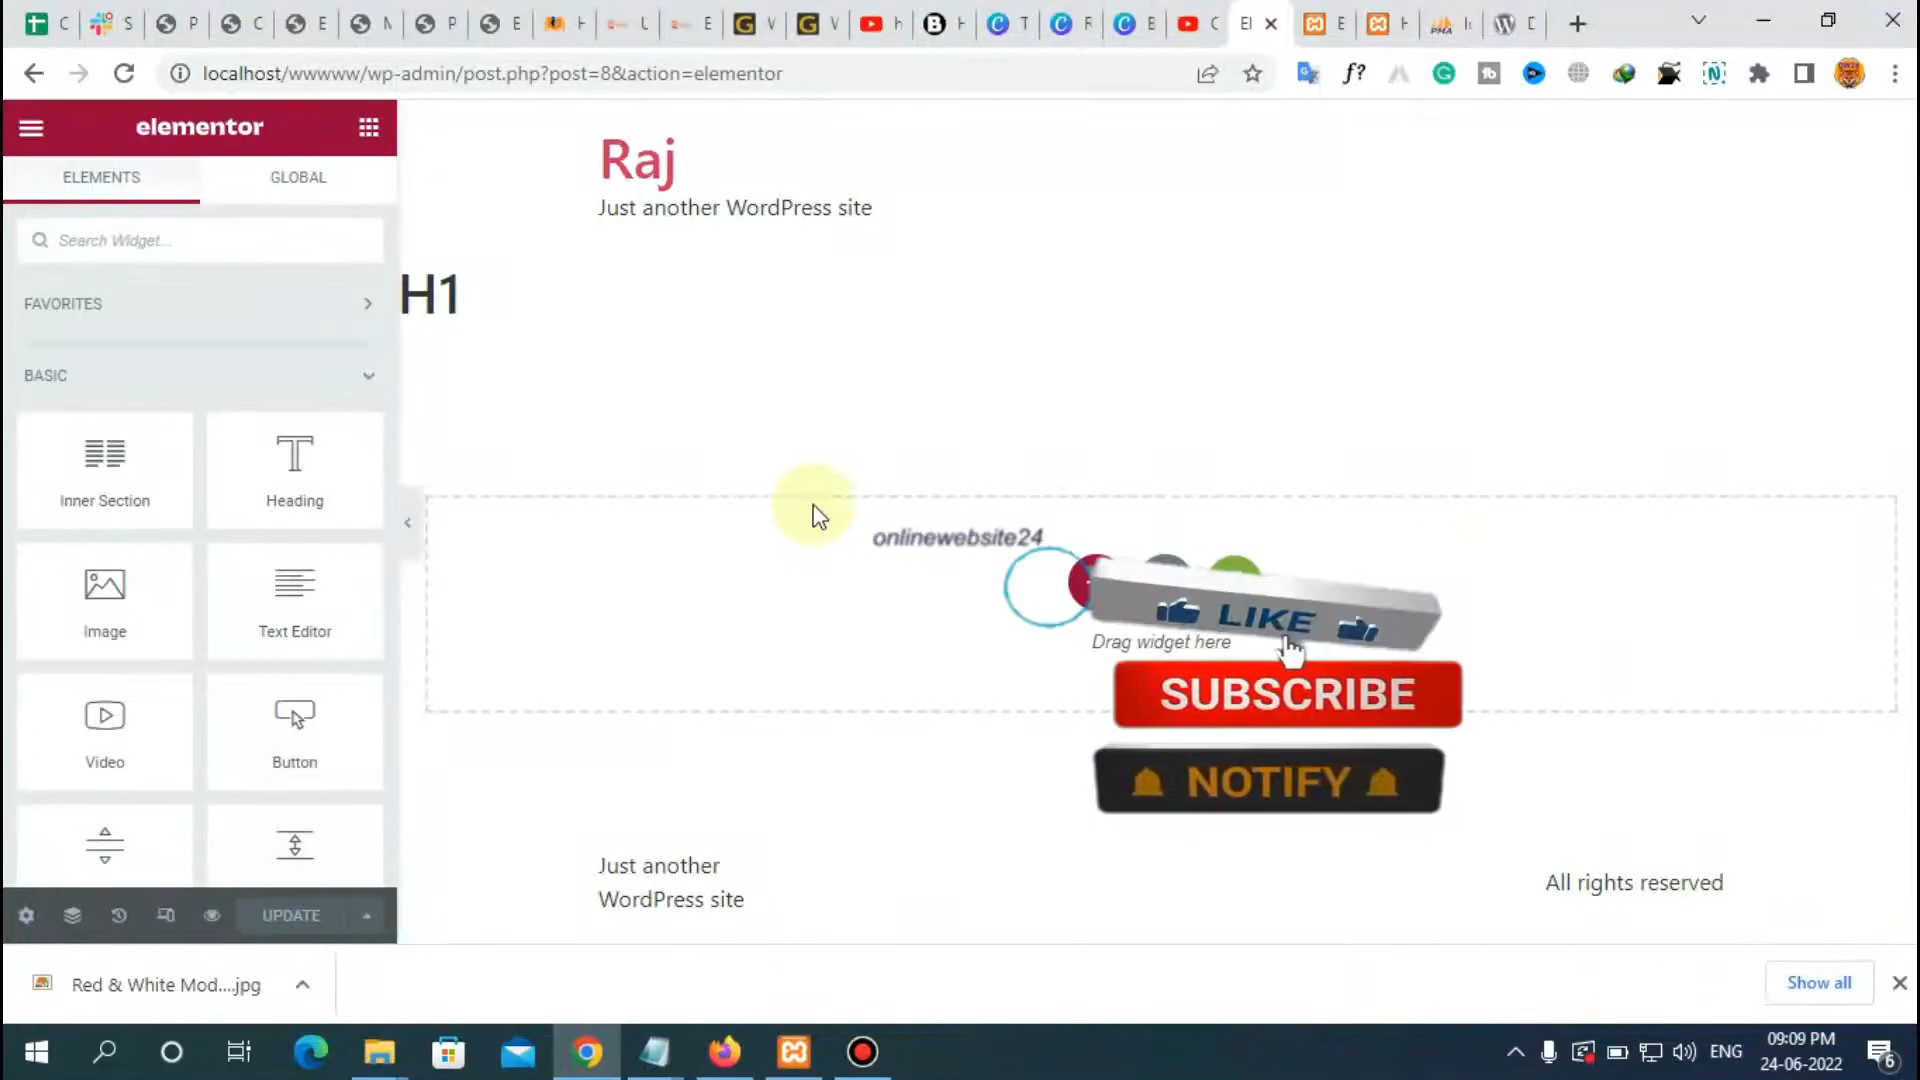 C
S
P
C
E
M
P
E
H
L
E
V
V
h
H
T
R
E
C
El
E
H
Ic
D
localhost/wwwww/wp-admin/post.php?post=8&action=elementor
elementor
ELEMENTS
GLOBAL
Search Widget...
FAVORITES
BASIC
Inner Section
Heading
Image
Text Editor
Video
Button
UPDATE
Raj
Just another WordPress site
H1
onlinewebsite24
LIKE
Drag widget here
SUBSCRIBE
NOTIFY
Just another
WordPress site
All rights reserved
Red & White Mod....jpg
Show all
ENG
09:09 PM
24-06-2022
6